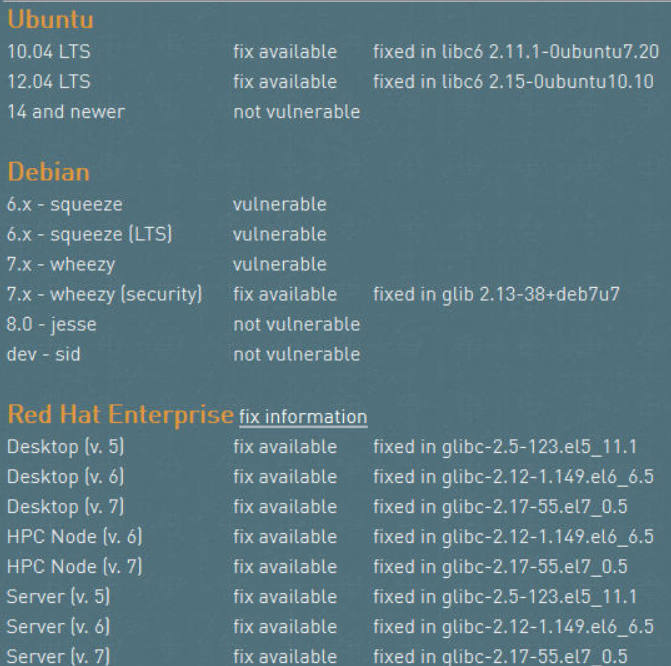 Ubuntu
10.04 LTS fix available fixed in libc6 2.11.1-0ubuntu7.20
12.04 LTS fix available fixed in libc6 2.15-0ubuntu10.10
14 and newer not vulnerable
Debian
6.x - squeeze vulnerable
6.x - squeeze (LTS) vulnerable
7.x - wheezy vulnerable
7.x - wheezy (security) fix available fixed in glib 2.13-38+deb7u7
8.0 - jesse not vulnerable
dev - sid not vulnerable
Red Hat Enterprise fix information
Desktop (v. 5) fix available fixed in glibc-2.5-123.el5_11.1
Desktop (v. 6) fix available fixed in glibc-2.12-1.149.el6_6.5
Desktop (v. 7) fix available fixed in glibc-2.17-55.el7_0.5
HPC Node (v. 6) fix available fixed in glibc-2.12-1.149.el6_6.5
HPC Node (v. 7) fix available fixed in glibc-2.17-55.el7_0.5
Server (v. 5) fix available fixed in glibc-2.5-123.el5_11.1
Server (v. 6) fix available fixed in glibc-2.12-1.149.el6_6.5
Server (v. 7) fix available fixed in glibc-2.17-55.el7_0.5